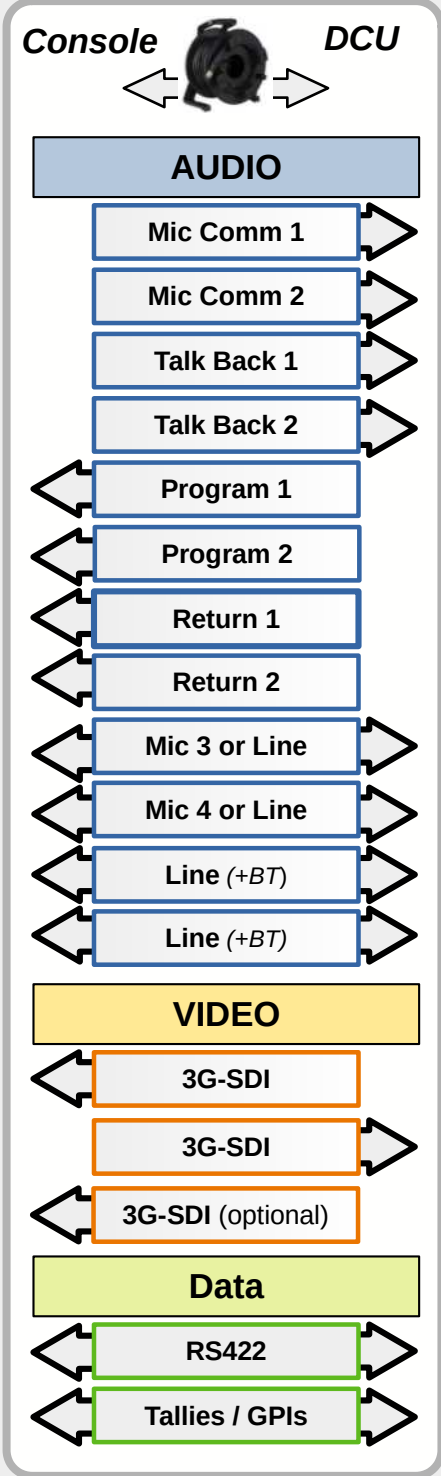 Console DCU
AUDIO
Mic Comm 1
Mic Comm 2
Talk Back 1
Talk Back 2
Program 1
Program 2
Return 1
Return 2
Mic 3 or Line
Mic 4 or Line
Line (+BT)
Line (+BT)
VIDEO
3G-SDI
3G-SDI
3G-SDI (optional)
Data
RS422
Tallies / GPIs